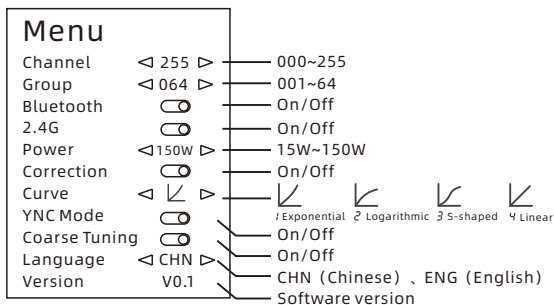 Menu
Channel 255 000~255
Group 064 001~64
Bluetooth On/Off
2.4G On/Off
Power 150W 15W~150W
Correction On/Off
Curve
1 Exponential 2 Logarithmic 3 S-shaped 4 Linear
YNC Mode On/Off
Coarse Tuning On/Off
Language CHN CHN (Chinese) 、ENG (English)
Version V0.1 Software version